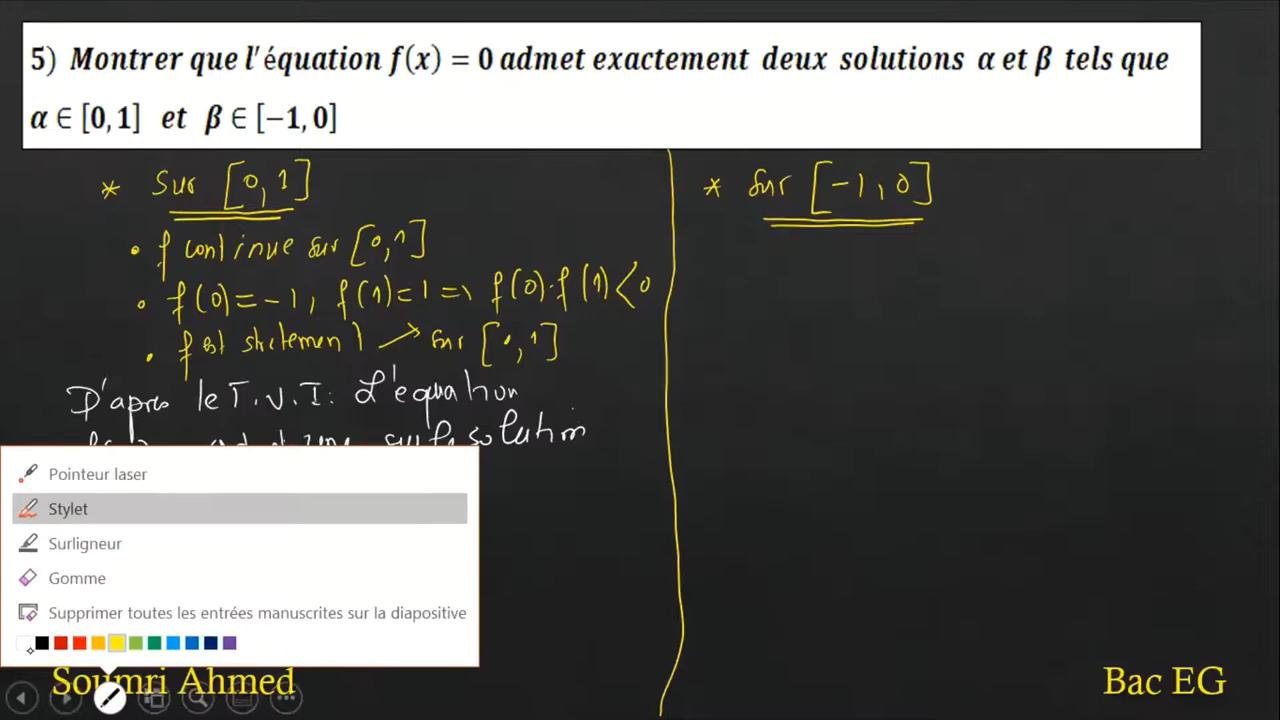 5) Montrer que l'équation f(x) = 0 admet exactement deux solutions α et β tels que
α ∈ [0, 1] et β ∈ [−1, 0]
* Sur [0,1]
• f continue sur [0,1]
• f(0)=-1, f(1)=1 => f(0)·f(1)<0
• f est strictement ↗ sur [0,1]
D'après le T.V.I: L'équation
solution
* Sur [-1,0]
Pointeur laser
Stylet
Surligneur
Gomme
Supprimer toutes les entrées manuscrites sur la diapositive
Soumri Ahmed
Bac EG